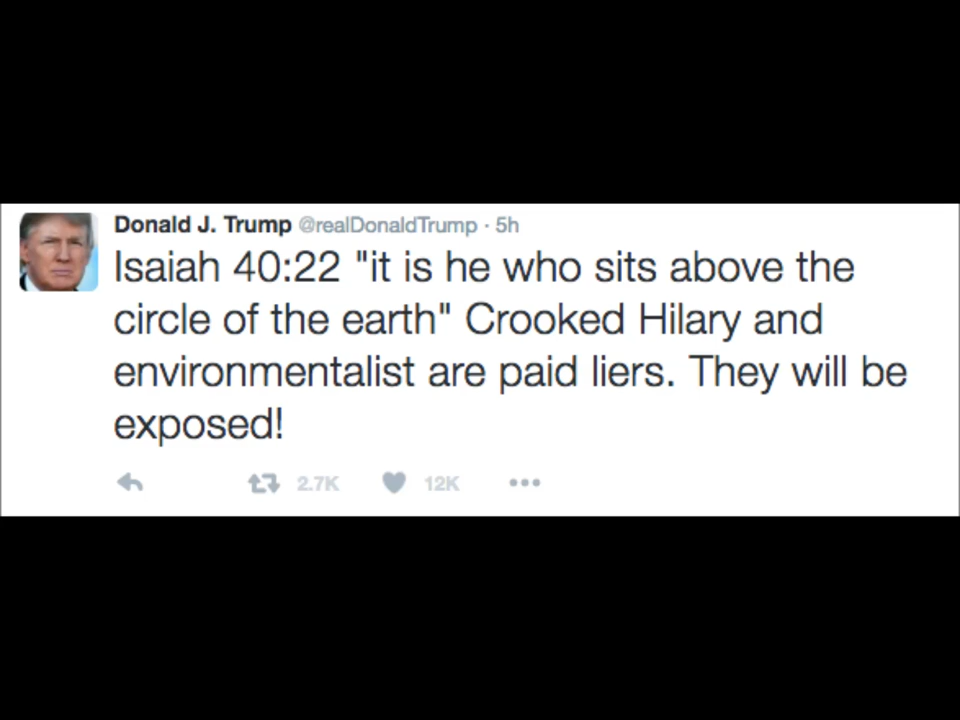 Donald J. Trump @realDonaldTrump · 5h
Isaiah 40:22 "it is he who sits above the
circle of the earth" Crooked Hilary and
environmentalist are paid liers. They will be
exposed!
2.7K 12K